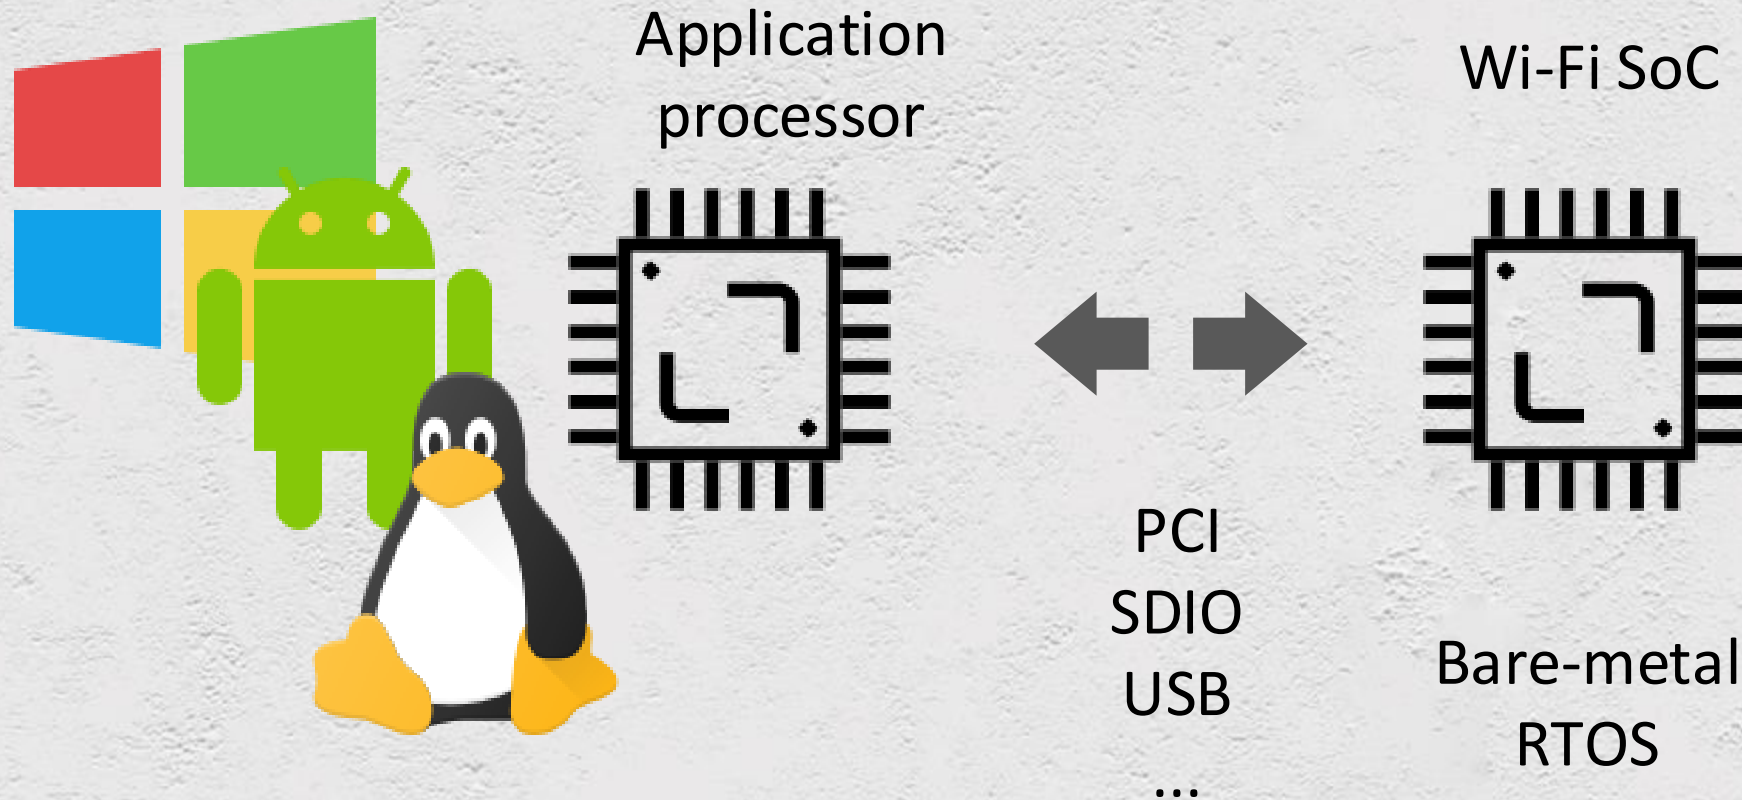 Application
processor
Wi-Fi SoC
PCI
SDIO
USB
...
Bare-metal
RTOS